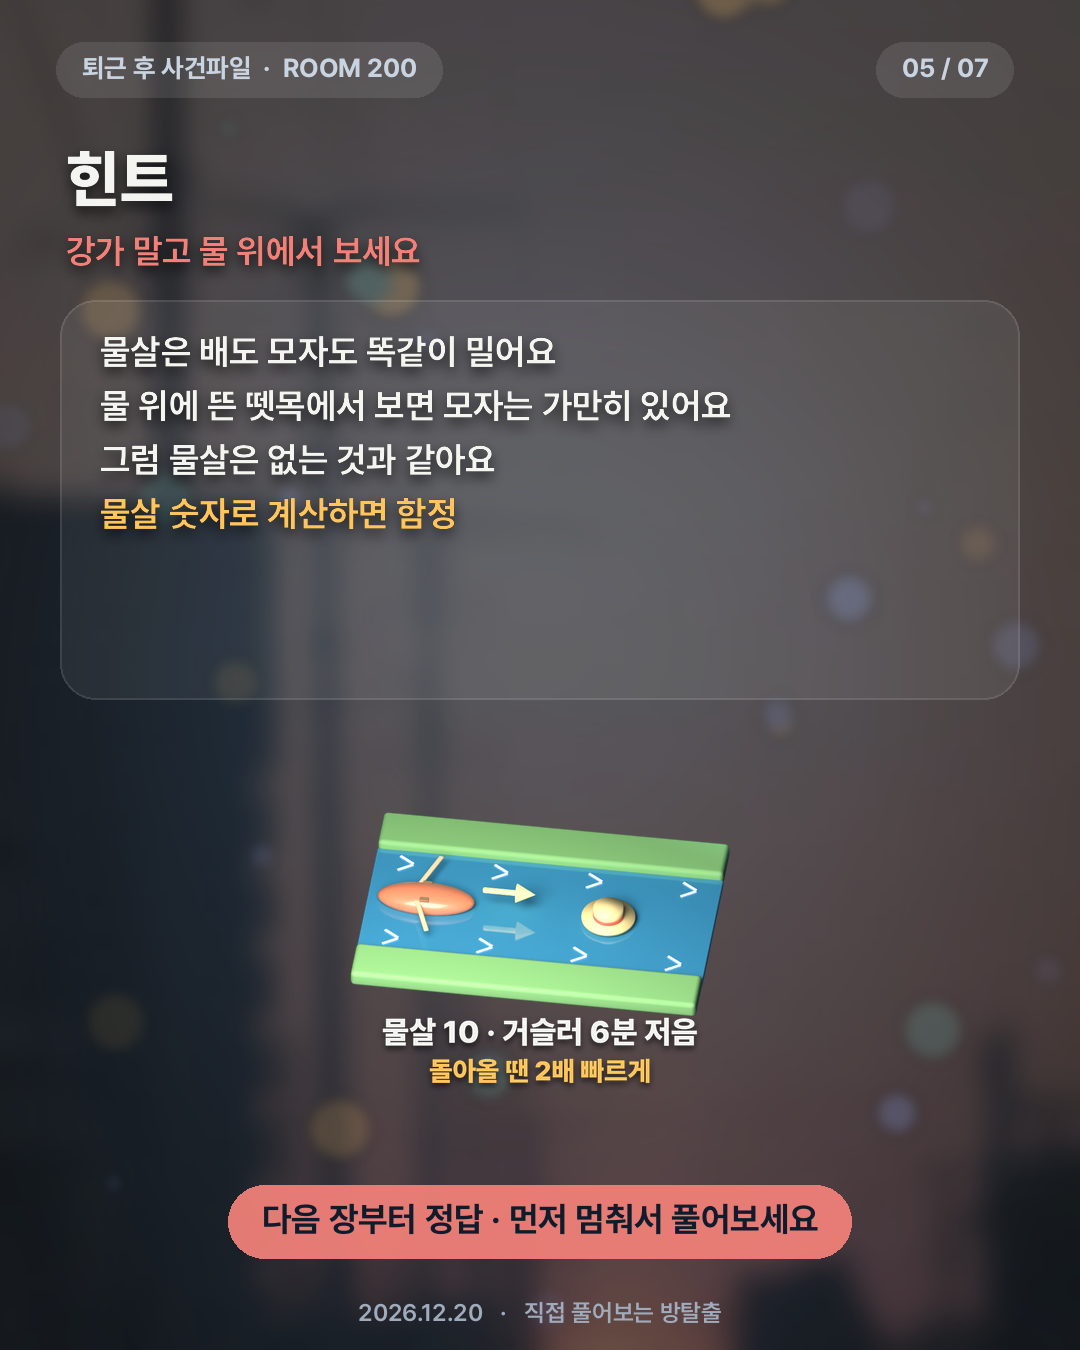 퇴근 후 사건파일 · ROOM 200
05 / 07
힌트
강가 말고 물 위에서 보세요
물살은 배도 모자도 똑같이 밀어요
물 위에 뜬 뗏목에서 보면 모자는 가만히 있어요
그럼 물살은 없는 것과 같아요
물살 숫자로 계산하면 함정
물살 10 · 거슬러 6분 저음
돌아올 땐 2배 빠르게
다음 장부터 정답 · 먼저 멈춰서 풀어보세요
2026.12.20 · 직접 풀어보는 방탈출